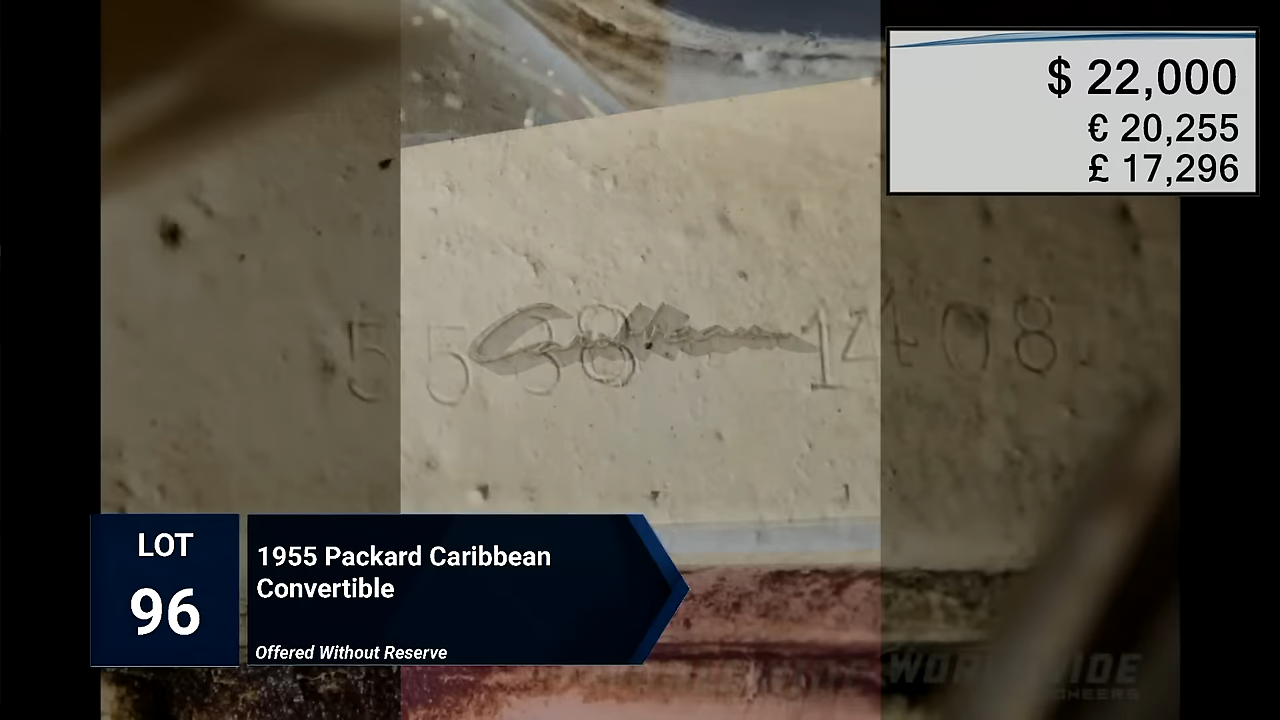 $ 22,000
€ 20,255
£ 17,296
5538 1408
LOT
96
1955 Packard Caribbean
Convertible
Offered Without Reserve